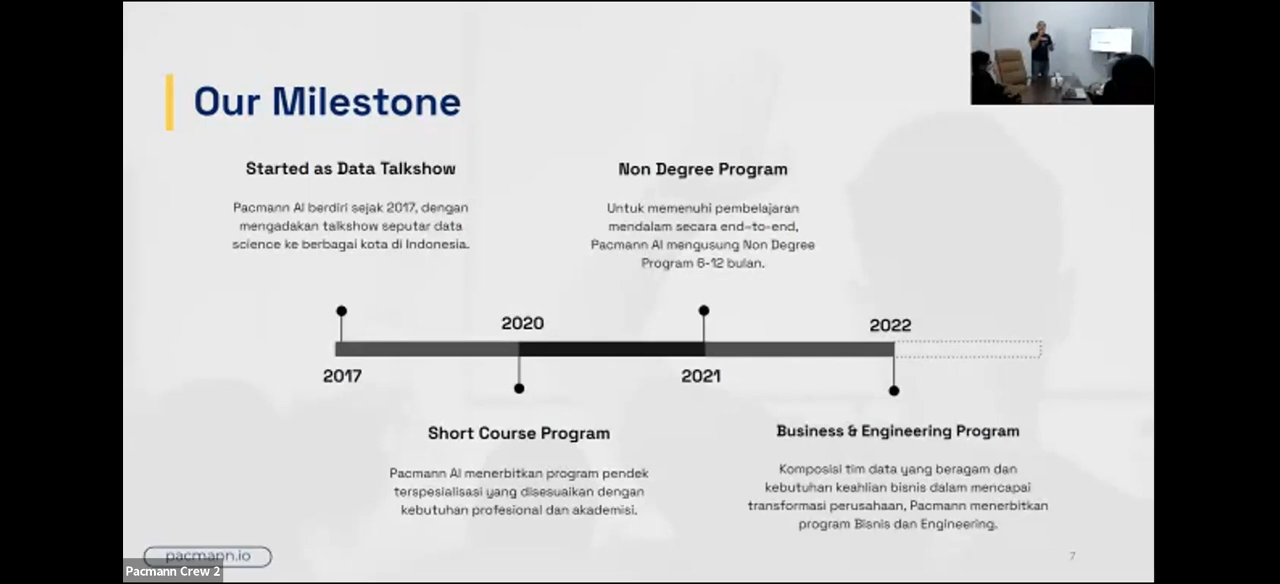 Our Milestone
Started as Data Talkshow
Pacmann AI berdiri sejak 2017, dengan
mengadakan talkshow seputar data
science ke berbagai kota di Indonesia.
Non Degree Program
Untuk memenuhi pembelajaran
mendalam secara end-to-end,
Pacmann AI mengusung Non Degree
Program 6-12 bulan.
2020
2022
2017
2021
Short Course Program
Pacmann AI menerbitkan program pendek
terspesialisasi yang disesuaikan dengan
kebutuhan profesional dan akademisi.
Business & Engineering Program
Komposisi tim data yang beragam dan
kebutuhan keahlian bisnis dalam mencapai
transformasi perusahaan, Pacmann menerbitkan
program Bisnis dan Engineering.
pacmann.io
7
Pacmann Crew 2